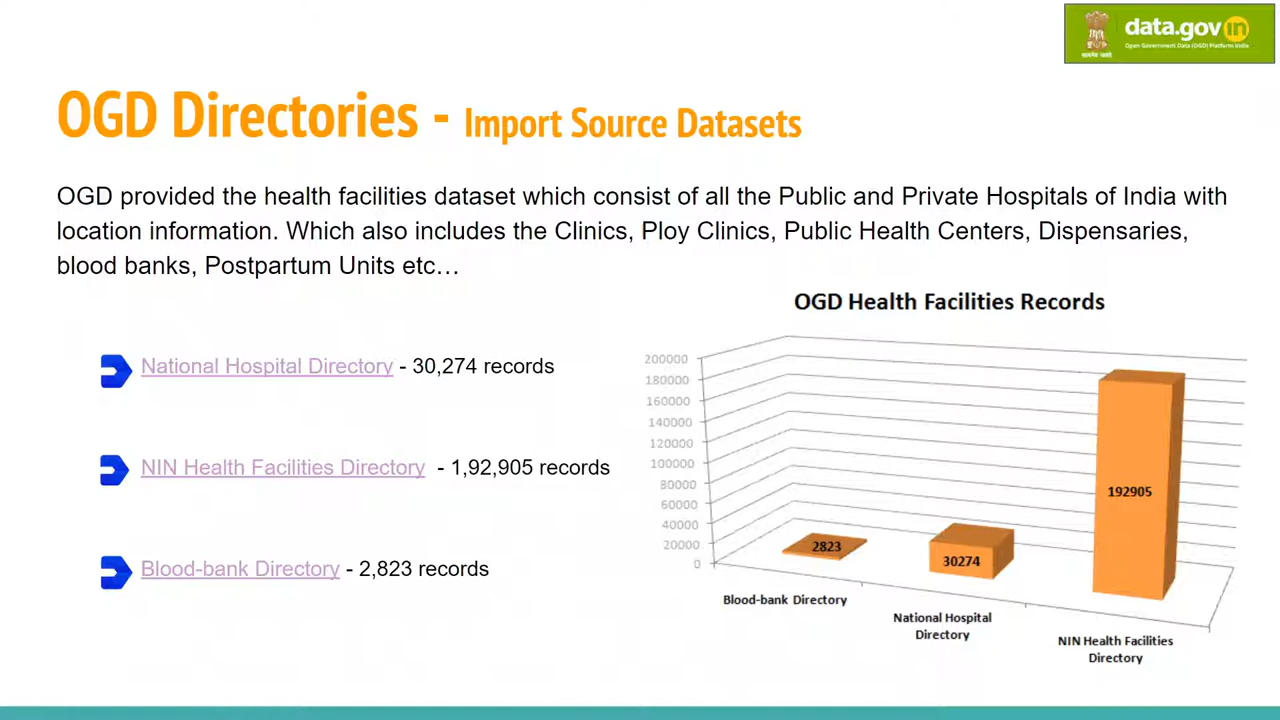 data.gov in
Open Government Data (OGD) Platform India
सत्यमेव जयते
OGD Directories - Import Source Datasets
OGD provided the health facilities dataset which consist of all the Public and Private Hospitals of India with
location information. Which also includes the Clinics, Ploy Clinics, Public Health Centers, Dispensaries,
blood banks, Postpartum Units etc…
National Hospital Directory - 30,274 records
NIN Health Facilities Directory - 1,92,905 records
Blood-bank Directory - 2,823 records
OGD Health Facilities Records
200000
180000
160000
140000
120000
100000
80000
60000
40000
20000
0
2823
30274
192905
Blood-bank Directory
National Hospital
Directory
NIN Health Facilities
Directory